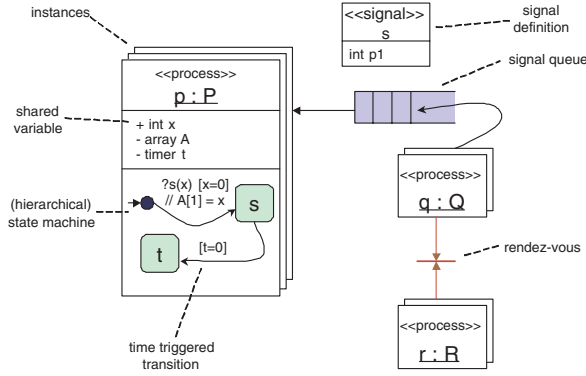 instances
<<signal>>
s
int p1
signal
definition
signal queue
<<process>>
p : P
shared
variable
+ int x
- array A
- timer t
(hierarchical)
state machine
?s(x) [x=0]
// A[1] = x
s
t
[t=0]
time triggered
transition
<<process>>
q : Q
rendez-vous
<<process>>
r : R